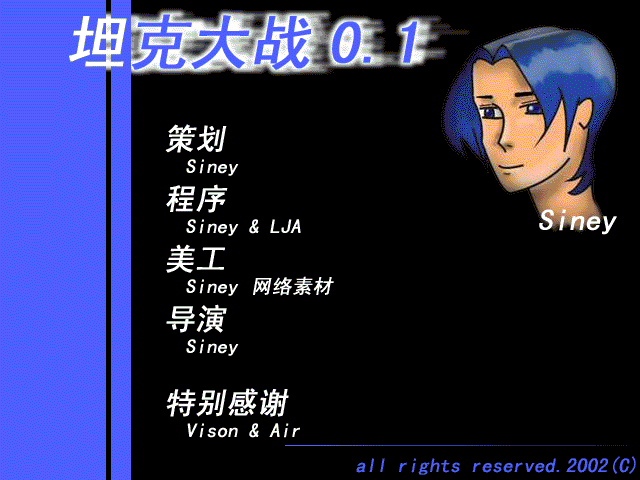 坦克大战 0.1
策划
Siney
程序
Siney & LJA
美工
Siney 网络素材
导演
Siney
特别感谢
Vison & Air
Siney
all rights reserved.2002(C)